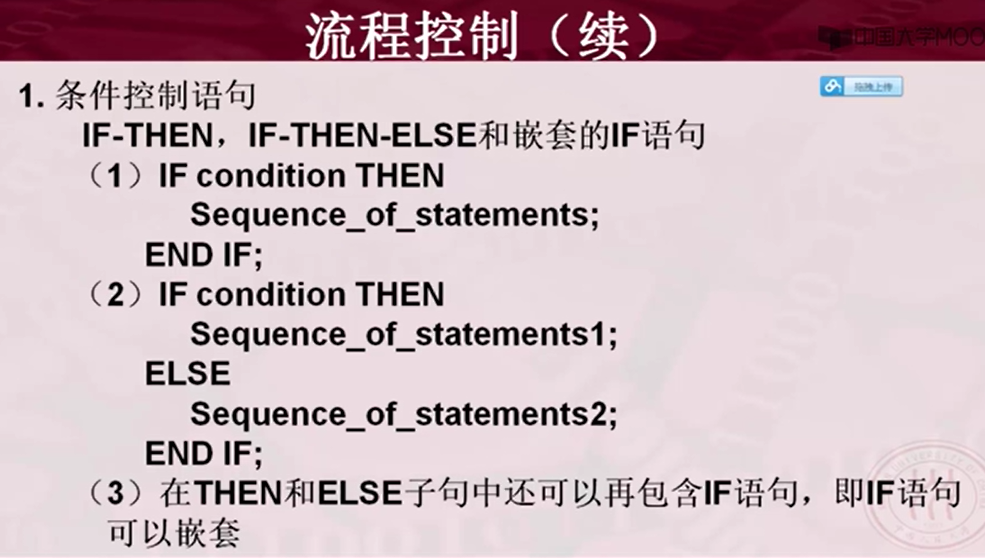 流程控制（续）
中国大学MOO
1. 条件控制语句
拖拽上传
IF-THEN，IF-THEN-ELSE和嵌套的IF语句
（1）IF condition THEN
Sequence_of_statements;
END IF;
（2）IF condition THEN
Sequence_of_statements1;
ELSE
Sequence_of_statements2;
END IF;
（3）在THEN和ELSE子句中还可以再包含IF语句，即IF语句
可以嵌套